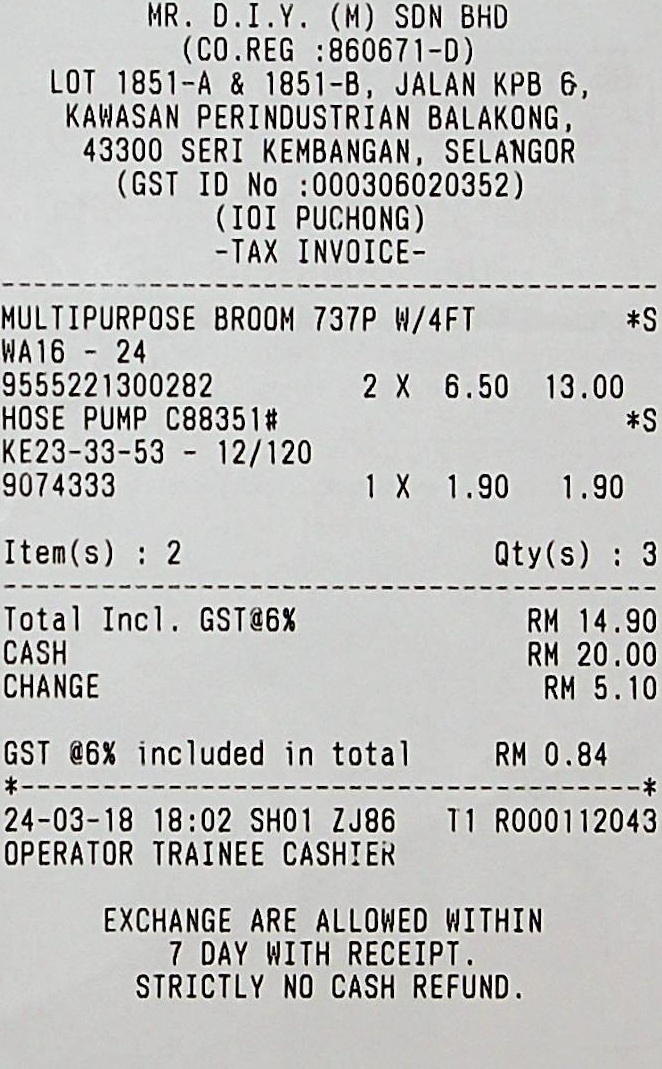 MR. D.I.Y. (M) SDN BHD
(CO.REG :860671-D)
LOT 1851-A & 1851-B, JALAN KPB 6,
KAWASAN PERINDUSTRIAN BALAKONG,
43300 SERI KEMBANGAN, SELANGOR
(GST ID No :000306020352)
(IOI PUCHONG)
-TAX INVOICE-
MULTIPURPOSE BROOM 737P W/4FT *S
WA16 - 24
9555221300282 2 X 6.50 13.00
HOSE PUMP C88351# *S
KE23-33-53 - 12/120
9074333 1 X 1.90 1.90
Item(s) : 2 Qty(s) : 3
Total Incl. GST@6% RM 14.90
CASH RM 20.00
CHANGE RM 5.10
GST @6% included in total RM 0.84
*--------------------------------------*
24-03-18 18:02 SH01 ZJ86 T1 R000112043
OPERATOR TRAINEE CASHIER
EXCHANGE ARE ALLOWED WITHIN
7 DAY WITH RECEIPT.
STRICTLY NO CASH REFUND.